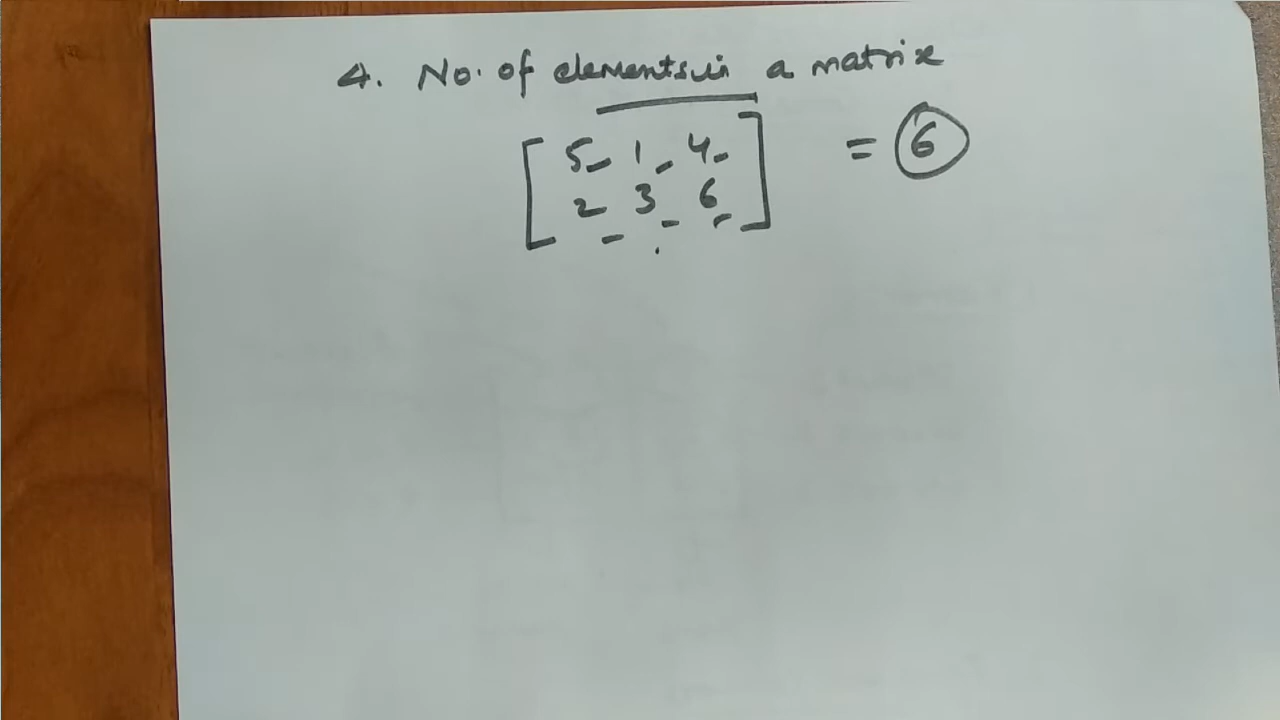 4. No. of elements in a matrix
[ 5 1 4 ] = 6
[ 2 3 6 ]